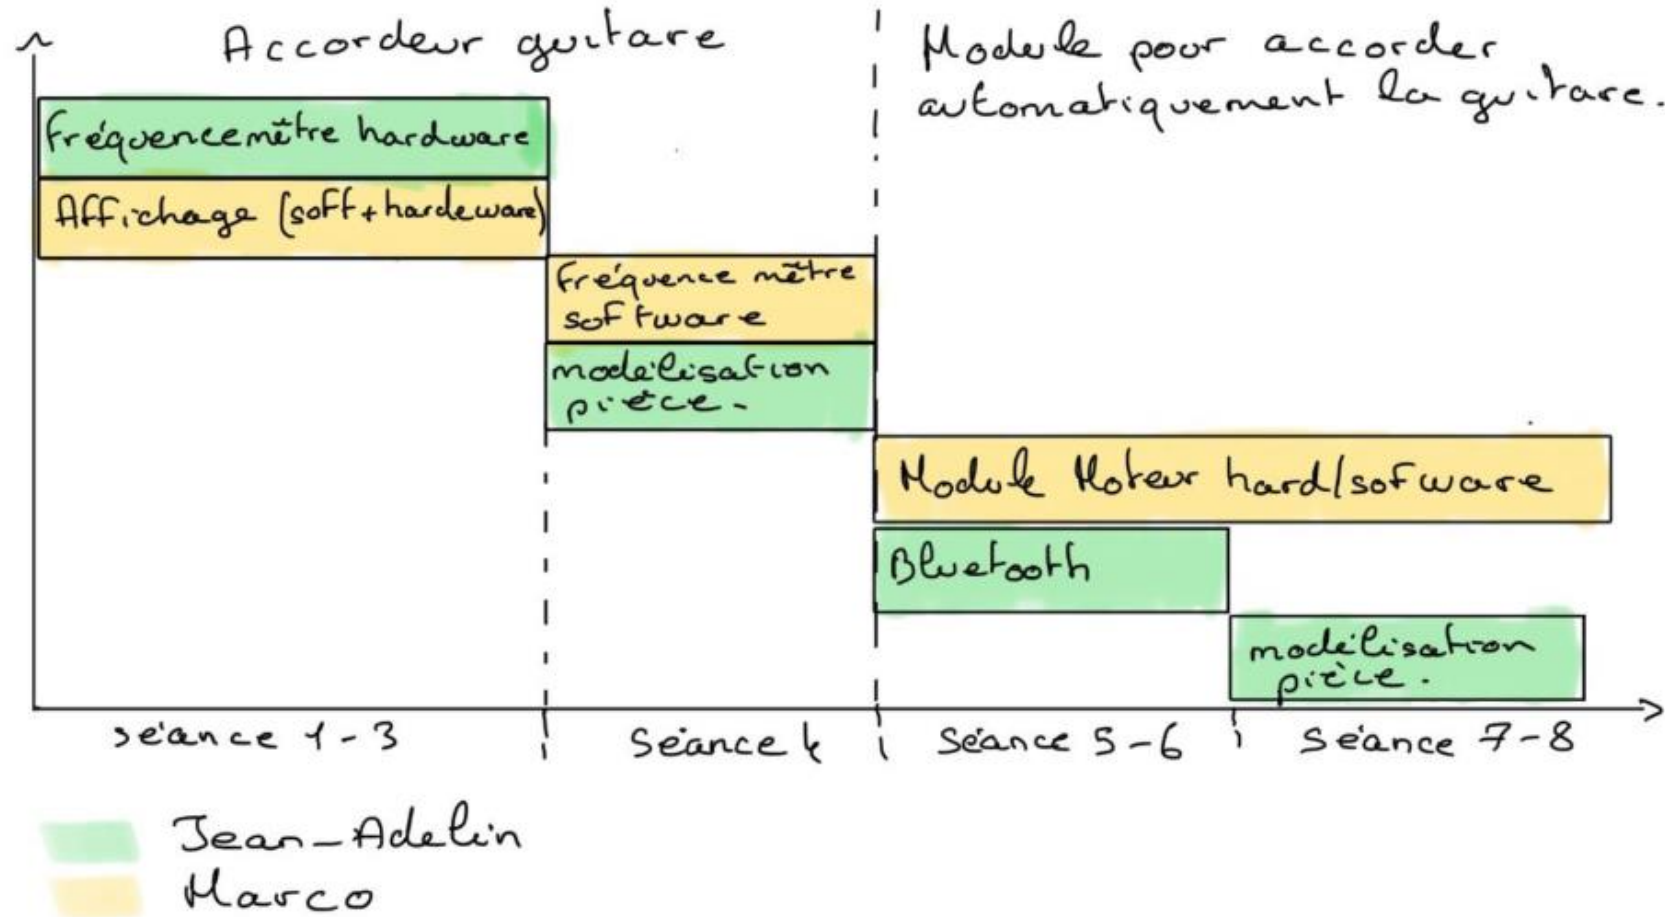 Accordeur guitare
Module pour accorder
automatiquement la guitare.
Fréquencemètre hardware
Affichage (soft+hardeware)
Fréquence mètre
software
modélisation
pièce.
Module Moteur hard/sofware
Bluetooth
modélisation
pièce.
séance 1-3
Séance 4
Séance 5-6
Séance 7-8
Jean-Adelin
Marco